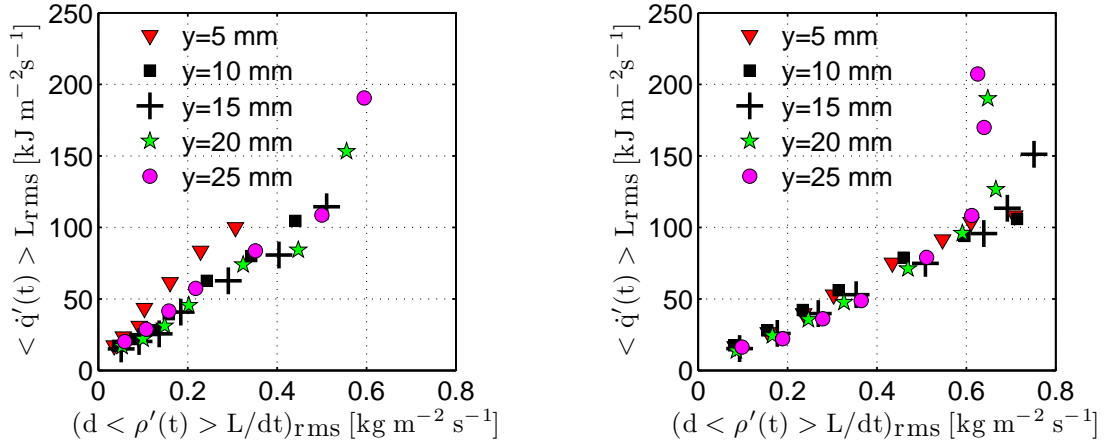 250
200
150
100
50
0
0
0.2
0.4
0.6
0.8
< q̇′(t) > Lrms [kJ m−2s−1]
(d < ρ′(t) > L/dt)rms [kg m−2 s−1]
y=5 mm
y=10 mm
y=15 mm
y=20 mm
y=25 mm
250
200
150
100
50
0
0
0.2
0.4
0.6
0.8
< q̇′(t) > Lrms [kJ m−2s−1]
(d < ρ′(t) > L/dt)rms [kg m−2 s−1]
y=5 mm
y=10 mm
y=15 mm
y=20 mm
y=25 mm